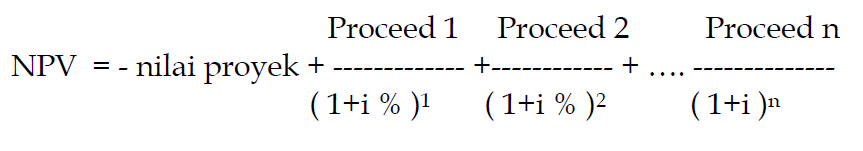 Proceed 1 Proceed 2 Proceed n
NPV = - nilai proyek + ------------- +------------ + .... --------------
( 1+i % )¹ ( 1+i % )² ( 1+i )ⁿ